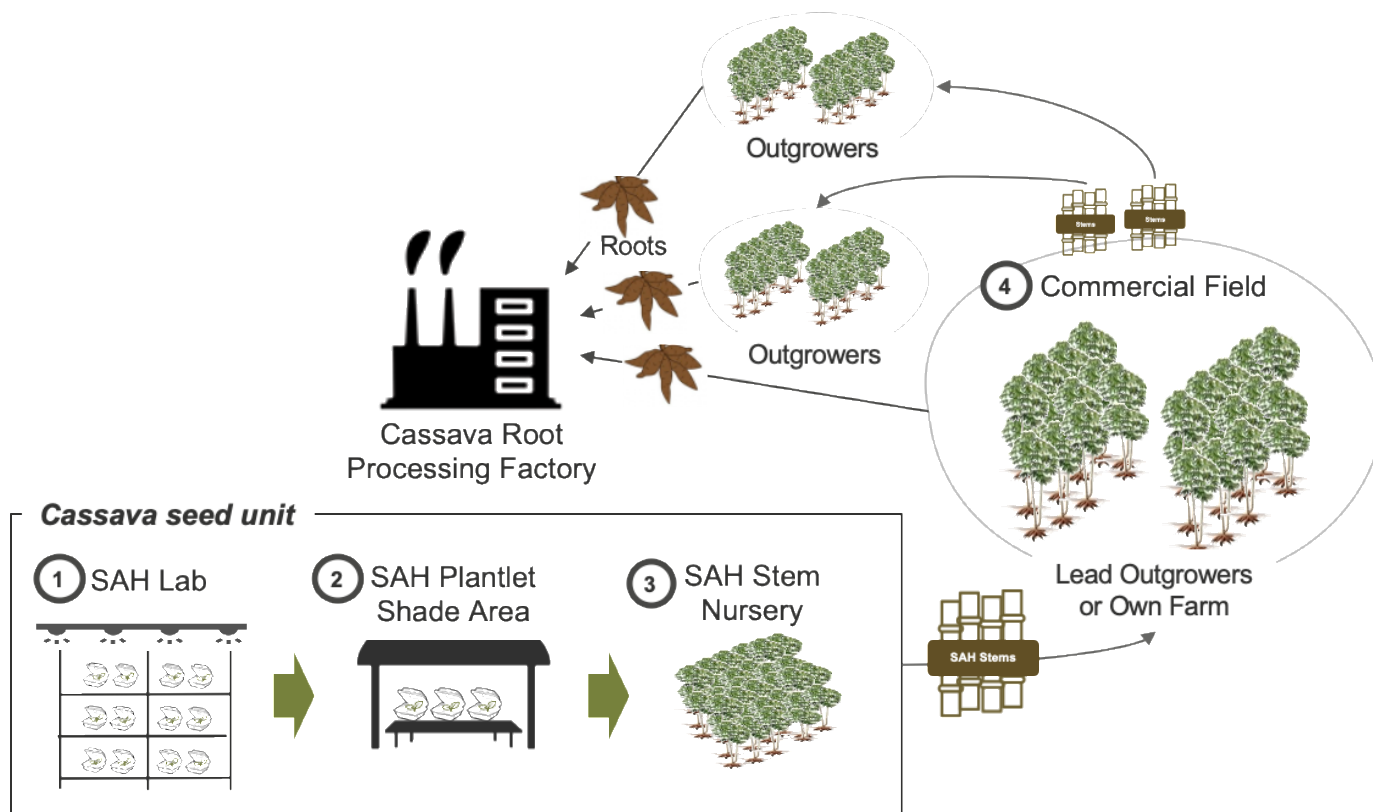 Outgrowers
Roots
Outgrowers
Stems
Stems
4 Commercial Field
Lead Outgrowers
or Own Farm
Cassava Root
Processing Factory
Cassava seed unit
1 SAH Lab
2 SAH Plantlet
Shade Area
3 SAH Stem
Nursery
SAH Stems